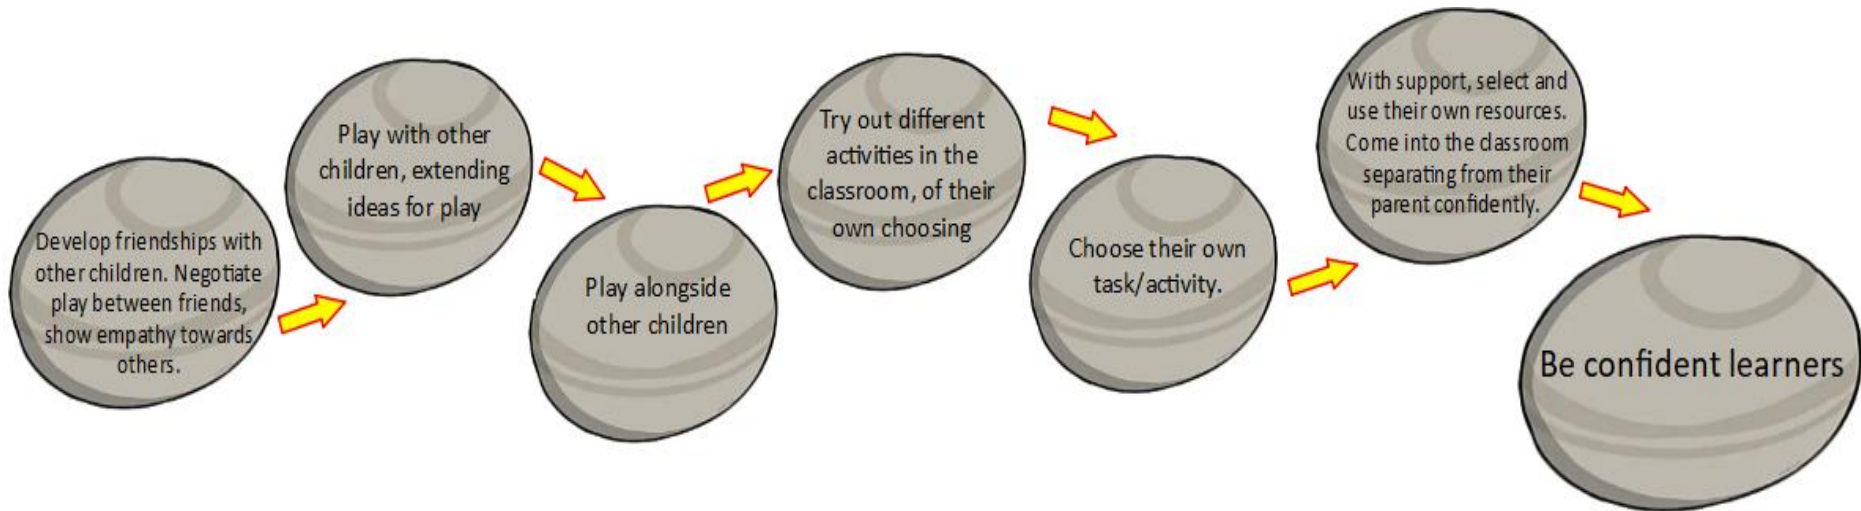 Develop friendships with
other children. Negotiate
play between friends,
show empathy towards
others.
Play with other
children, extending
ideas for play
Play alongside
other children
Try out different
activities in the
classroom, of their
own choosing
Choose their own
task/activity.
With support, select and
use their own resources.
Come into the classroom
separating from their
parent confidently.
Be confident learners